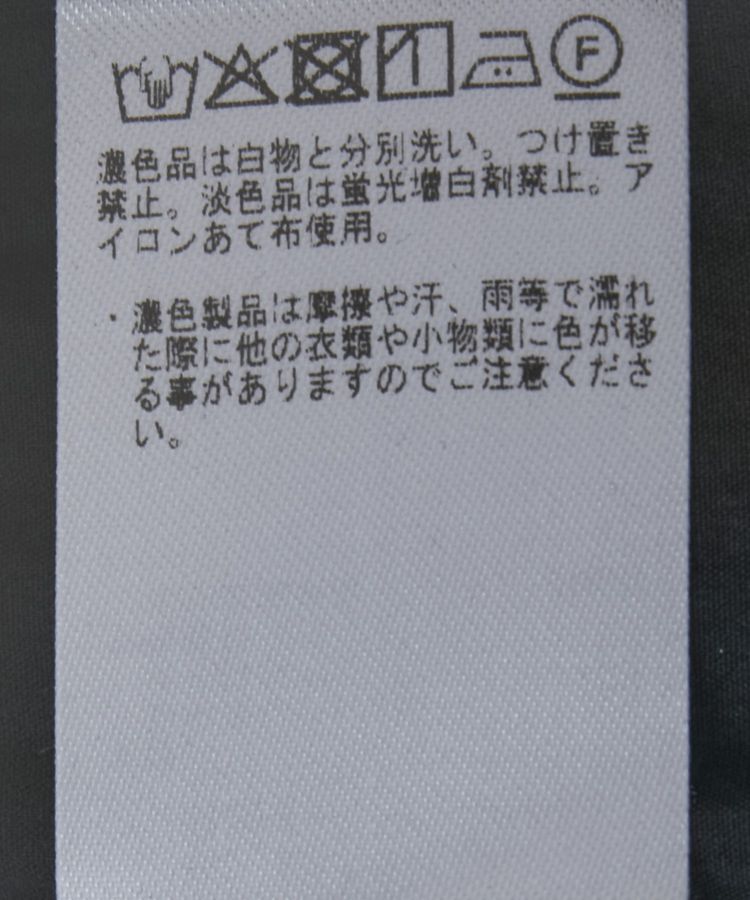 F
濃色品は白物と分別洗い。つけ置き
禁止。淡色品は蛍光増白剤禁止。ア
イロンあて布使用。
・濃色製品は摩擦や汗、雨等で濡れ
た際に他の衣類や小物類に色が移
る事がありますのでご注意くださ
い。